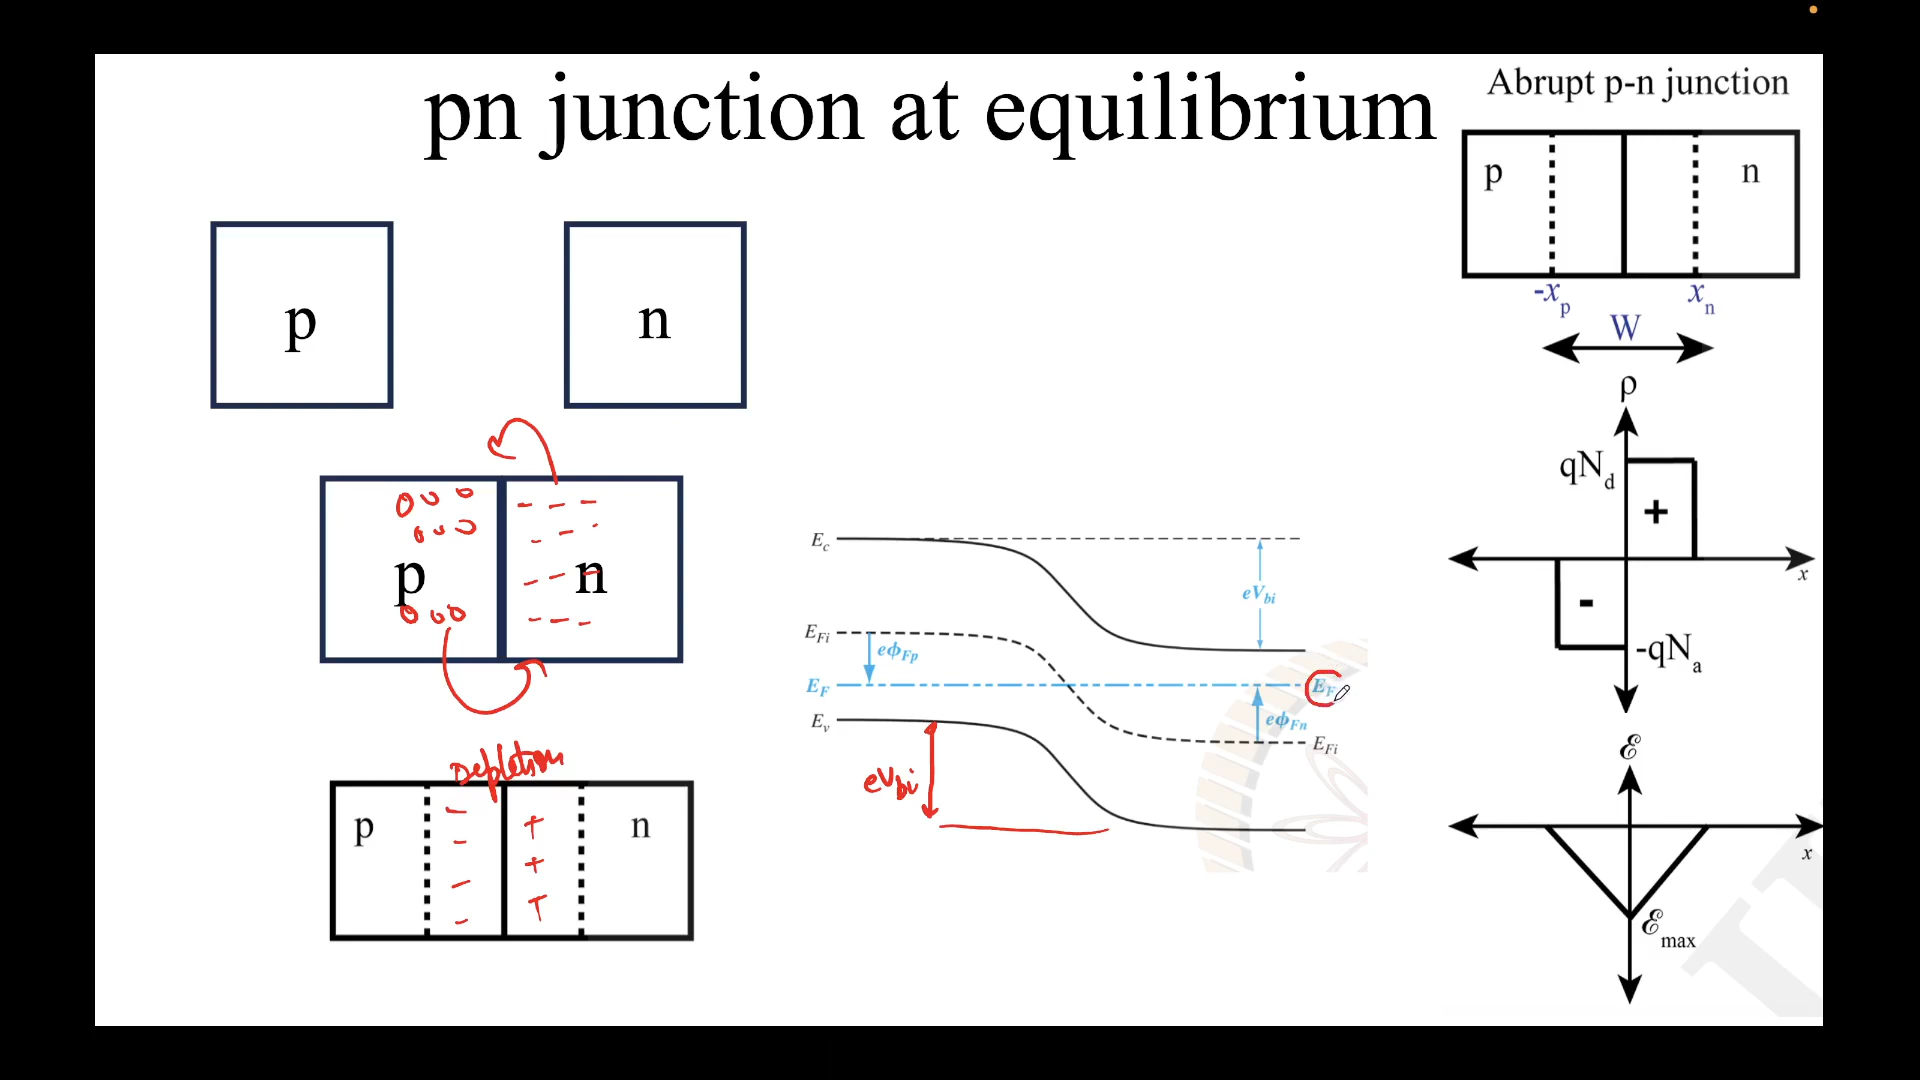 pn junction at equilibrium
Abrupt p-n junction
p n
-xp xn
W
p n
p n
Depletion
p n
- +
- +
- +
-
Ec
eVbi
EFi
eϕFp
EF EF
eϕFn
Ev EFi
eVbi
ρ
qNd
+
x
-
-qNa
ℰ
x
ℰmax